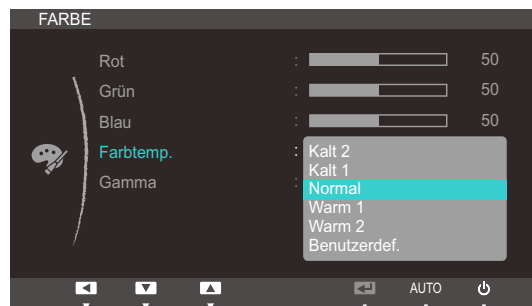 FARBE
Rot : 50
Grün : 50
Blau : 50
Farbtemp. : Kalt 2
Kalt 1
Gamma : Normal
Warm 1
Warm 2
Benutzerdef.
AUTO